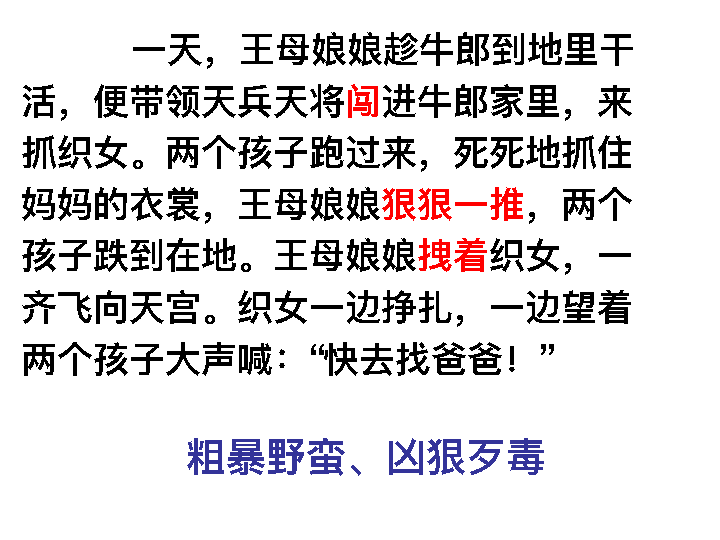 一天，王母娘娘趁牛郎到地里干
活，便带领天兵天将闯进牛郎家里，来
抓织女。两个孩子跑过来，死死地抓住
妈妈的衣裳，王母娘娘狠狠一推，两个
孩子跌到在地。王母娘娘拽着织女，一
齐飞向天宫。织女一边挣扎，一边望着
两个孩子大声喊：“快去找爸爸！”
粗暴野蛮、凶狠歹毒